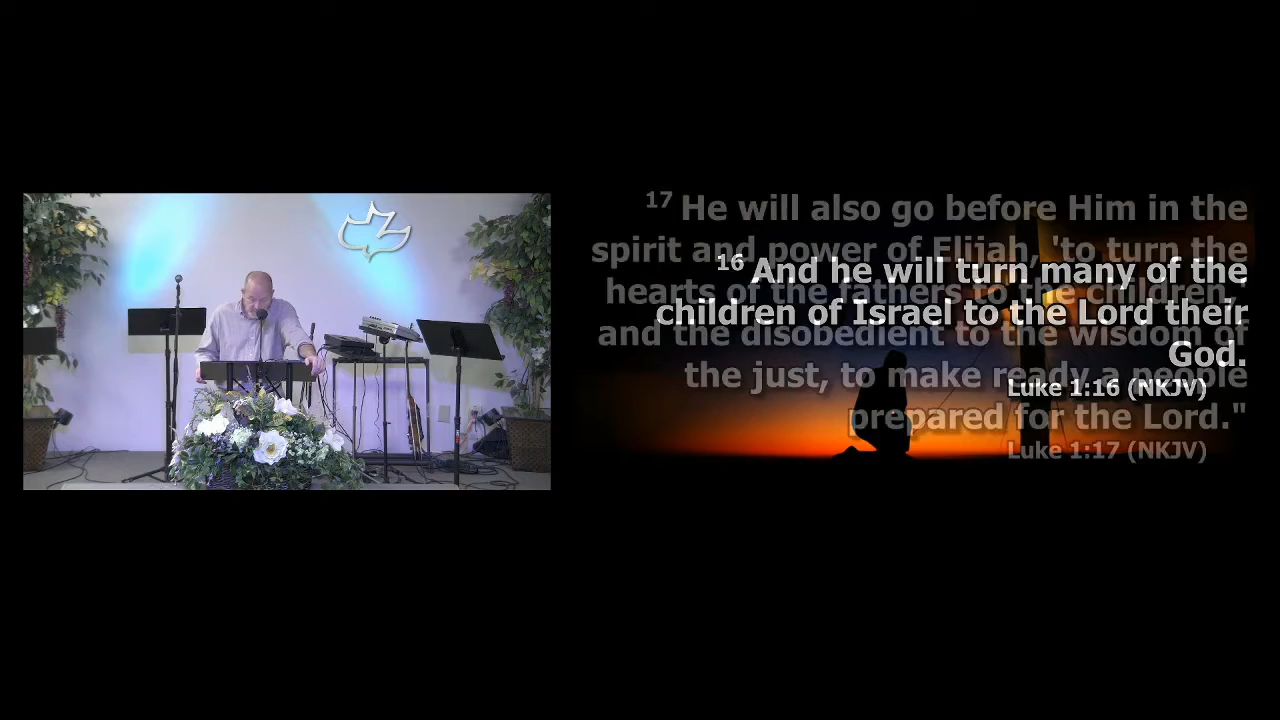 16 And he will turn many of the
children of Israel to the Lord their
God.
Luke 1:16 (NKJV)
17 He will also go before Him in the
spirit and power of Elijah, 'to turn the
hearts of the fathers to the children,'
and the disobedient to the wisdom of
the just, to make ready a people
prepared for the Lord."
Luke 1:17 (NKJV)